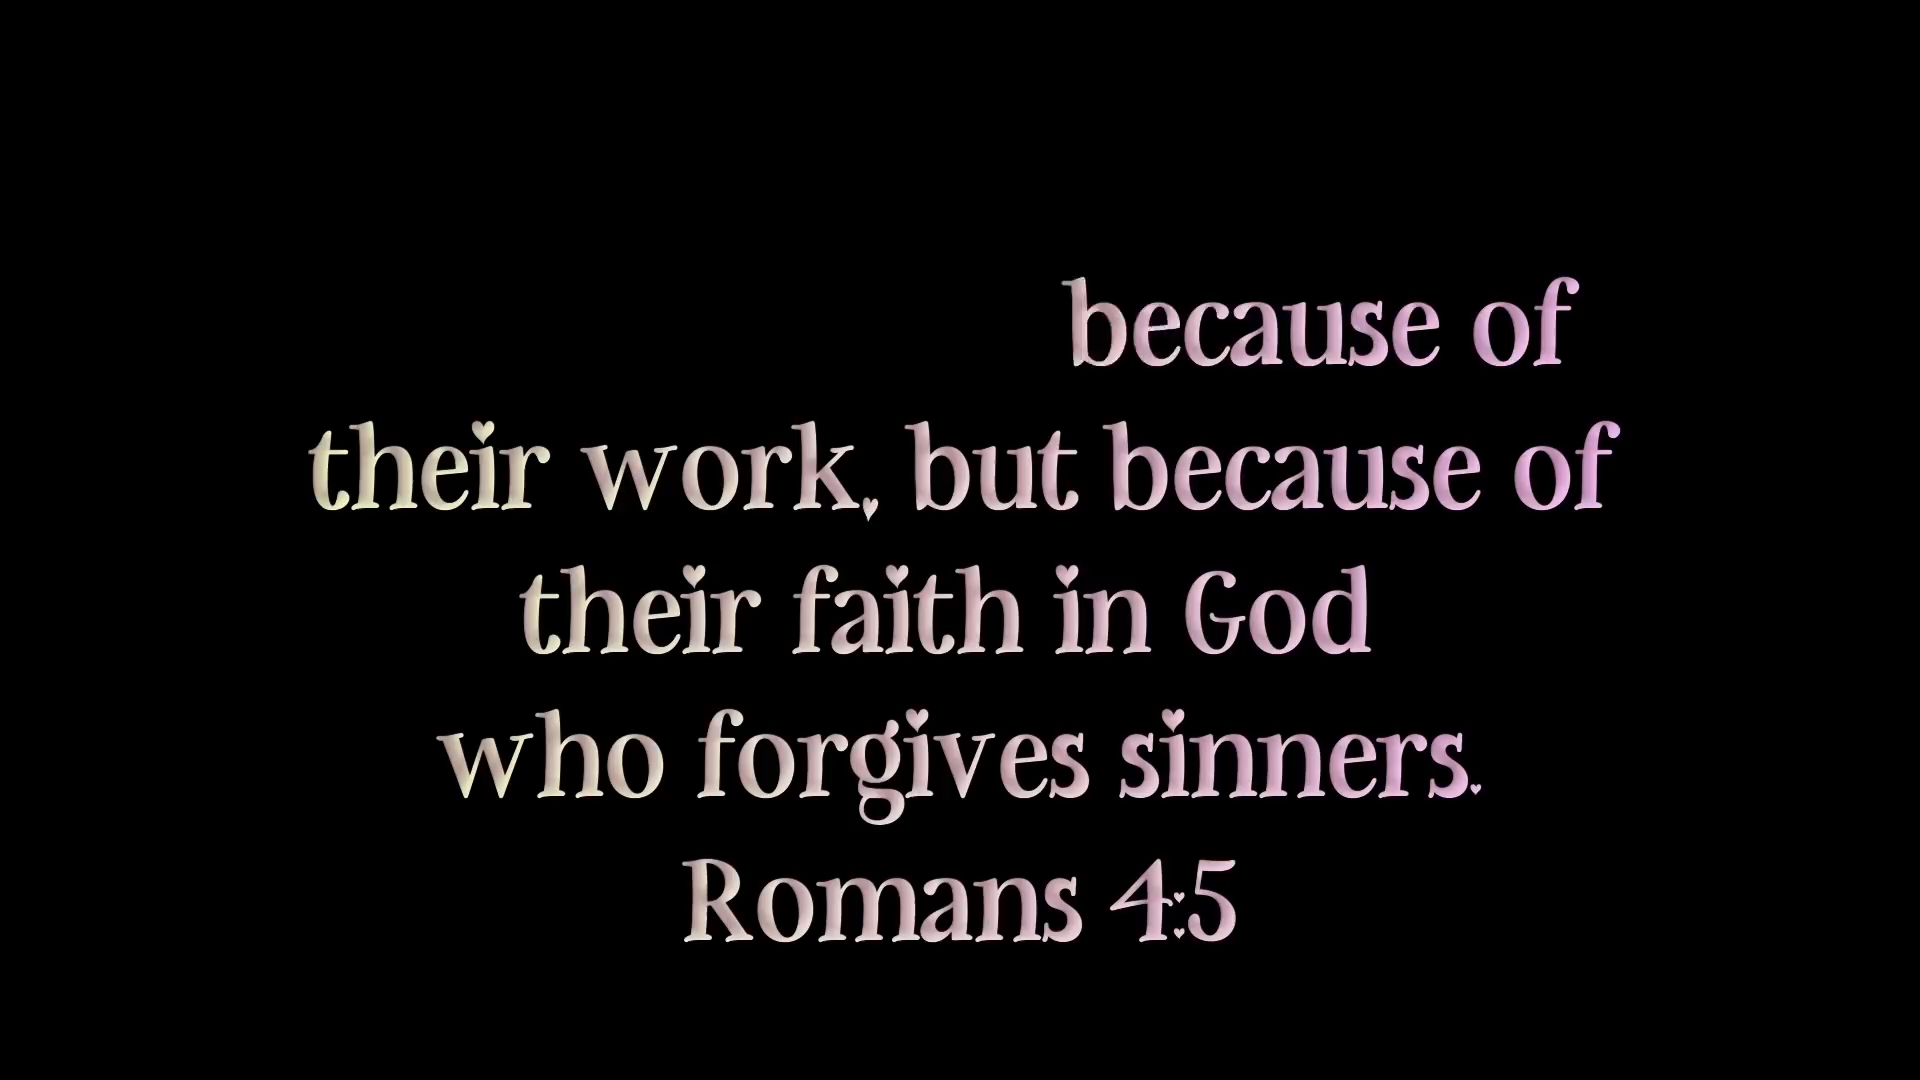 because of
their work, but because of
their faith in God
who forgives sinners.
Romans 4:5